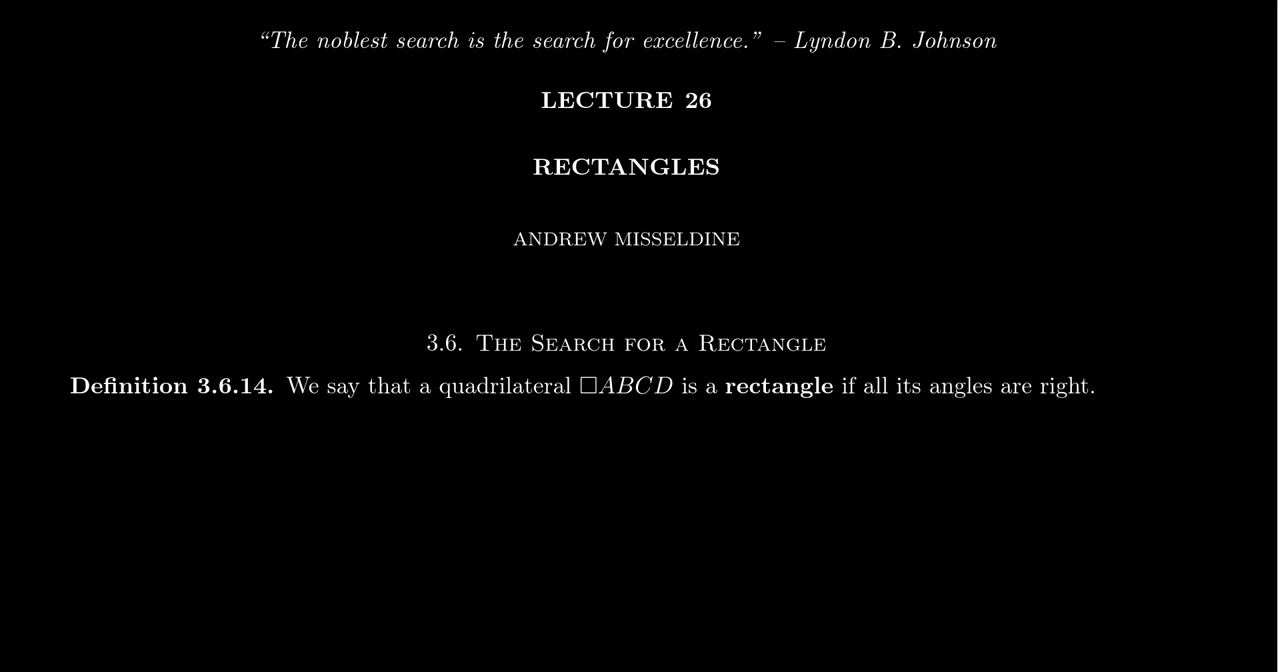 “The noblest search is the search for excellence.” – Lyndon B. Johnson
LECTURE 26
RECTANGLES
ANDREW MISSELDINE
3.6. The Search for a Rectangle
Definition 3.6.14. We say that a quadrilateral □ABCD is a rectangle if all its angles are right.